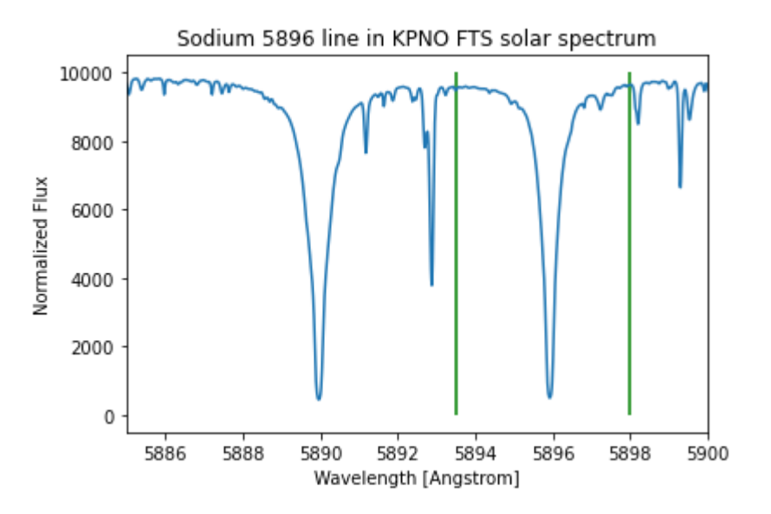 Sodium 5896 line in KPNO FTS solar spectrum
10000
8000
6000
4000
2000
0
Normalized Flux
5886 5888 5890 5892 5894 5896 5898 5900
Wavelength [Angstrom]